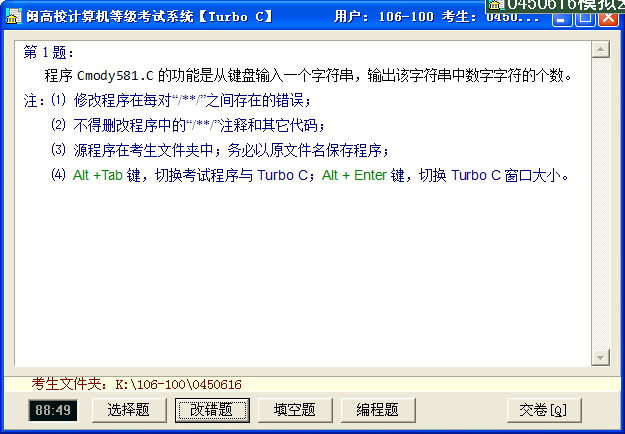 0450616模拟
闽高校计算机等级考试系统【Turbo C】 用户: 106-100 考生: 0450...
第1题:
程序 Cmody581.C 的功能是从键盘输入一个字符串，输出该字符串中数字字符的个数。
注: ⑴ 修改程序在每对“/**/”之间存在的错误;
⑵ 不得删改程序中的“/**/”注释和其它代码;
⑶ 源程序在考生文件夹中; 务必以原文件名保存程序;
⑷ Alt +Tab 键，切换考试程序与 Turbo C；Alt + Enter 键，切换 Turbo C 窗口大小。
考生文件夹: K:\106-100\0450616
88:49 选择题 改错题 填空题 编程题 交卷[Q]